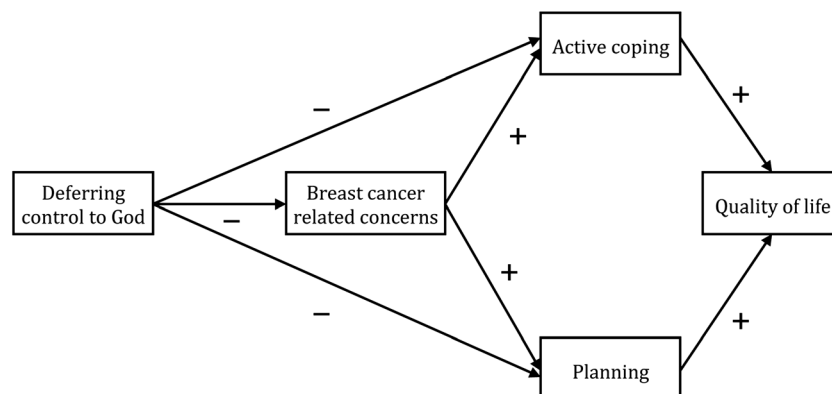 Active coping
−
+
+
Deferring
control to God
−
Breast cancer
related concerns
Quality of life
+
−
+
Planning